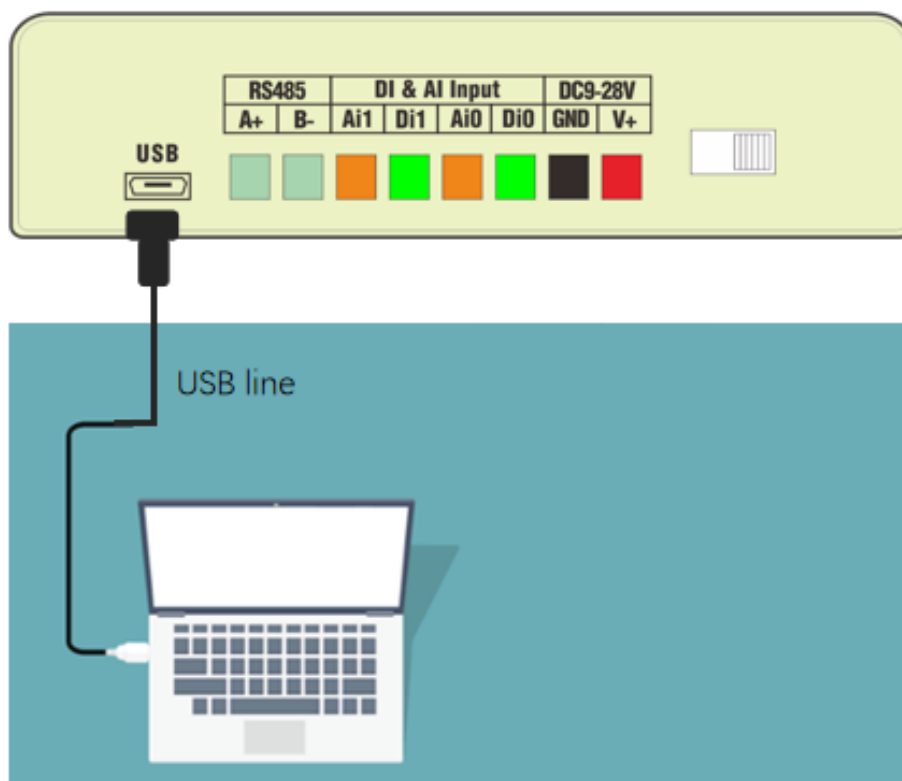 RS485 DI & AI Input DC9-28V
A+ B- Ai1 Di1 Ai0 Di0 GND V+
USB
USB line